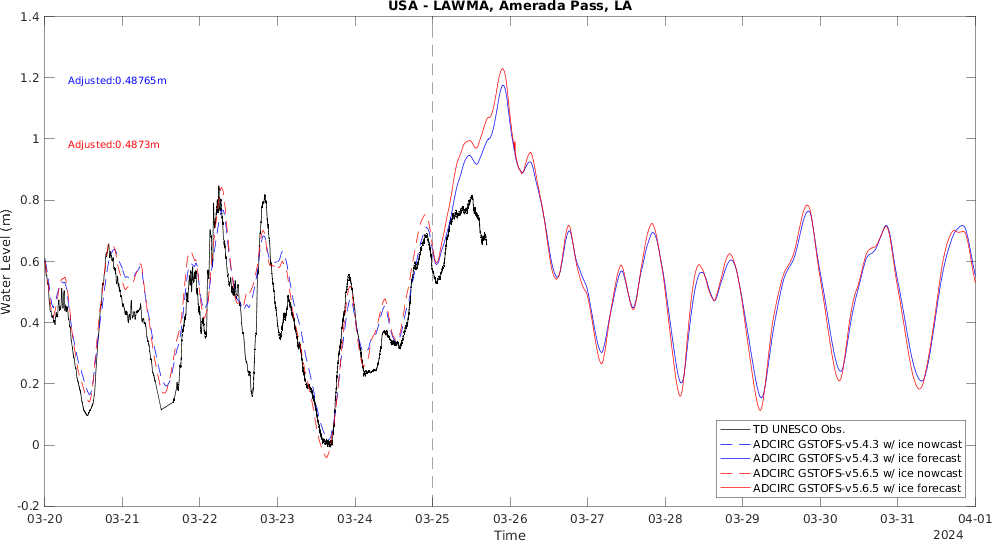 USA - LAWMA, Amerada Pass, LA
1.4
1.2
1
0.8
0.6
0.4
0.2
0
-0.2
Water Level (m)
Adjusted:0.48765m
Adjusted:0.4873m
TD UNESCO Obs.
ADCIRC GSTOFS-v5.4.3 w/ ice nowcast
ADCIRC GSTOFS-v5.4.3 w/ ice forecast
ADCIRC GSTOFS-v5.6.5 w/ ice nowcast
ADCIRC GSTOFS-v5.6.5 w/ ice forecast
03-20 03-21 03-22 03-23 03-24 03-25 03-26 03-27 03-28 03-29 03-30 03-31 04-01
Time
2024